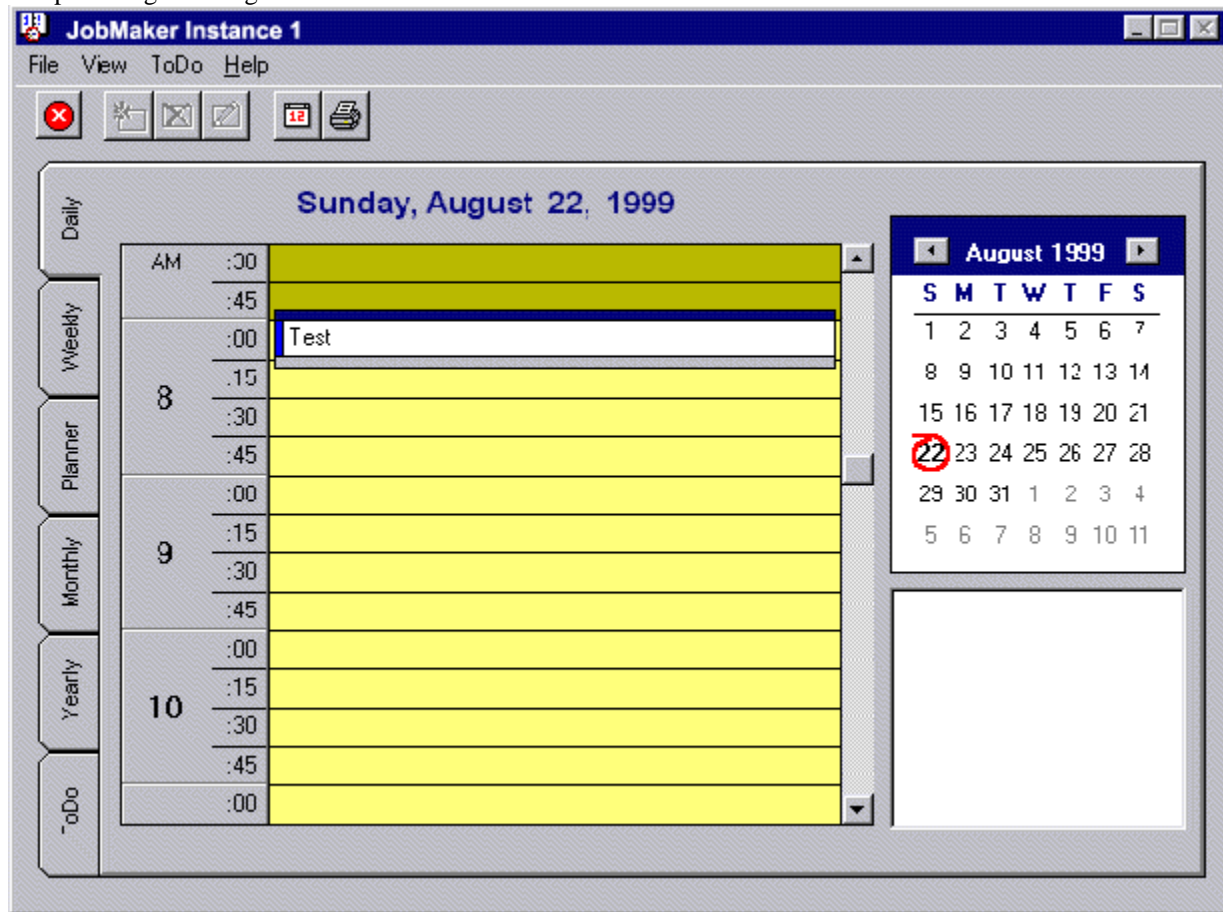 JobMaker Instance 1
File View ToDo Help
12
Daily
Weekly
Planner
Monthly
Yearly
ToDo
Sunday, August 22, 1999
AM :30
:45
:00 Test
8 :15
:30
:45
:00
9 :15
:30
:45
:00
10 :15
:30
:45
:00
August 1999
S M T W T F S
1 2 3 4 5 6 7
8 9 10 11 12 13 14
15 16 17 18 19 20 21
22 23 24 25 26 27 28
29 30 31 1 2 3 4
5 6 7 8 9 10 11